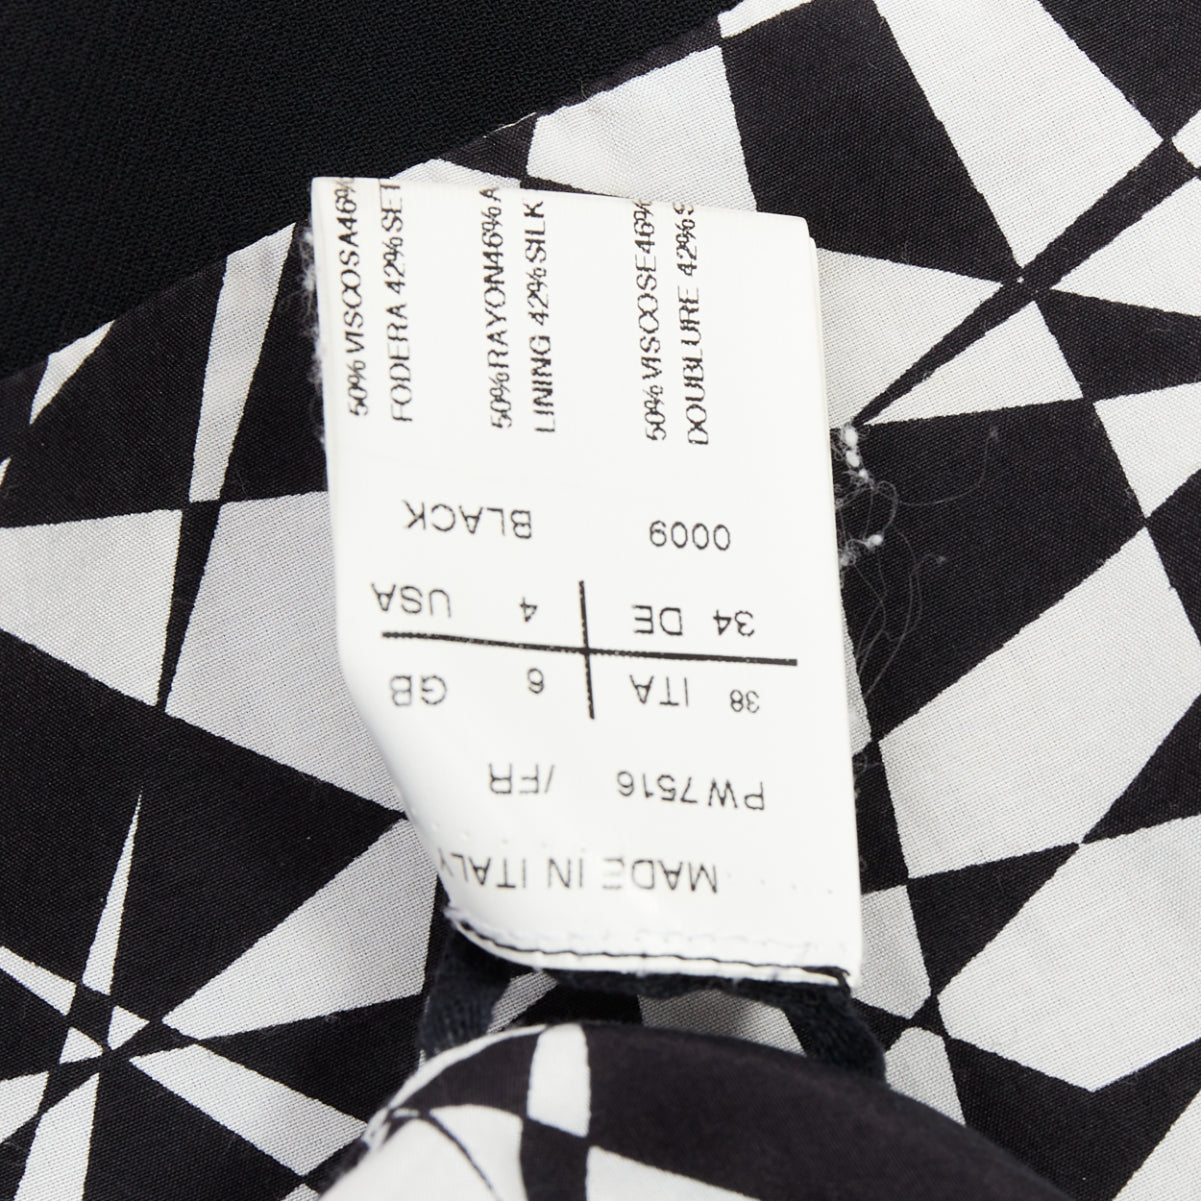 MADE IN ITALY
PW7516 /FR
38 ITA 6 GB
34 DE 4 USA
0009 BLACK
50%VISCOSA46%
FODERA 42%SET
50%RAYON46%A
LINING 42%SILK
50%VISCOSE46%
DOUBLURE 42%S